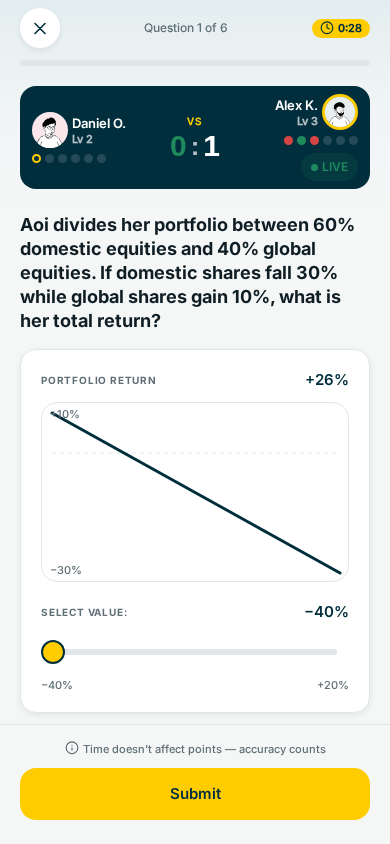 Question 1 of 6
0:28
Daniel O.
Lv 2
VS
0 : 1
Alex K.
Lv 3
LIVE
Aoi divides her portfolio between 60%
domestic equities and 40% global
equities. If domestic shares fall 30%
while global shares gain 10%, what is
her total return?
PORTFOLIO RETURN
+26%
+10%
−30%
SELECT VALUE:
−40%
−40%
+20%
Time doesn't affect points — accuracy counts
Submit